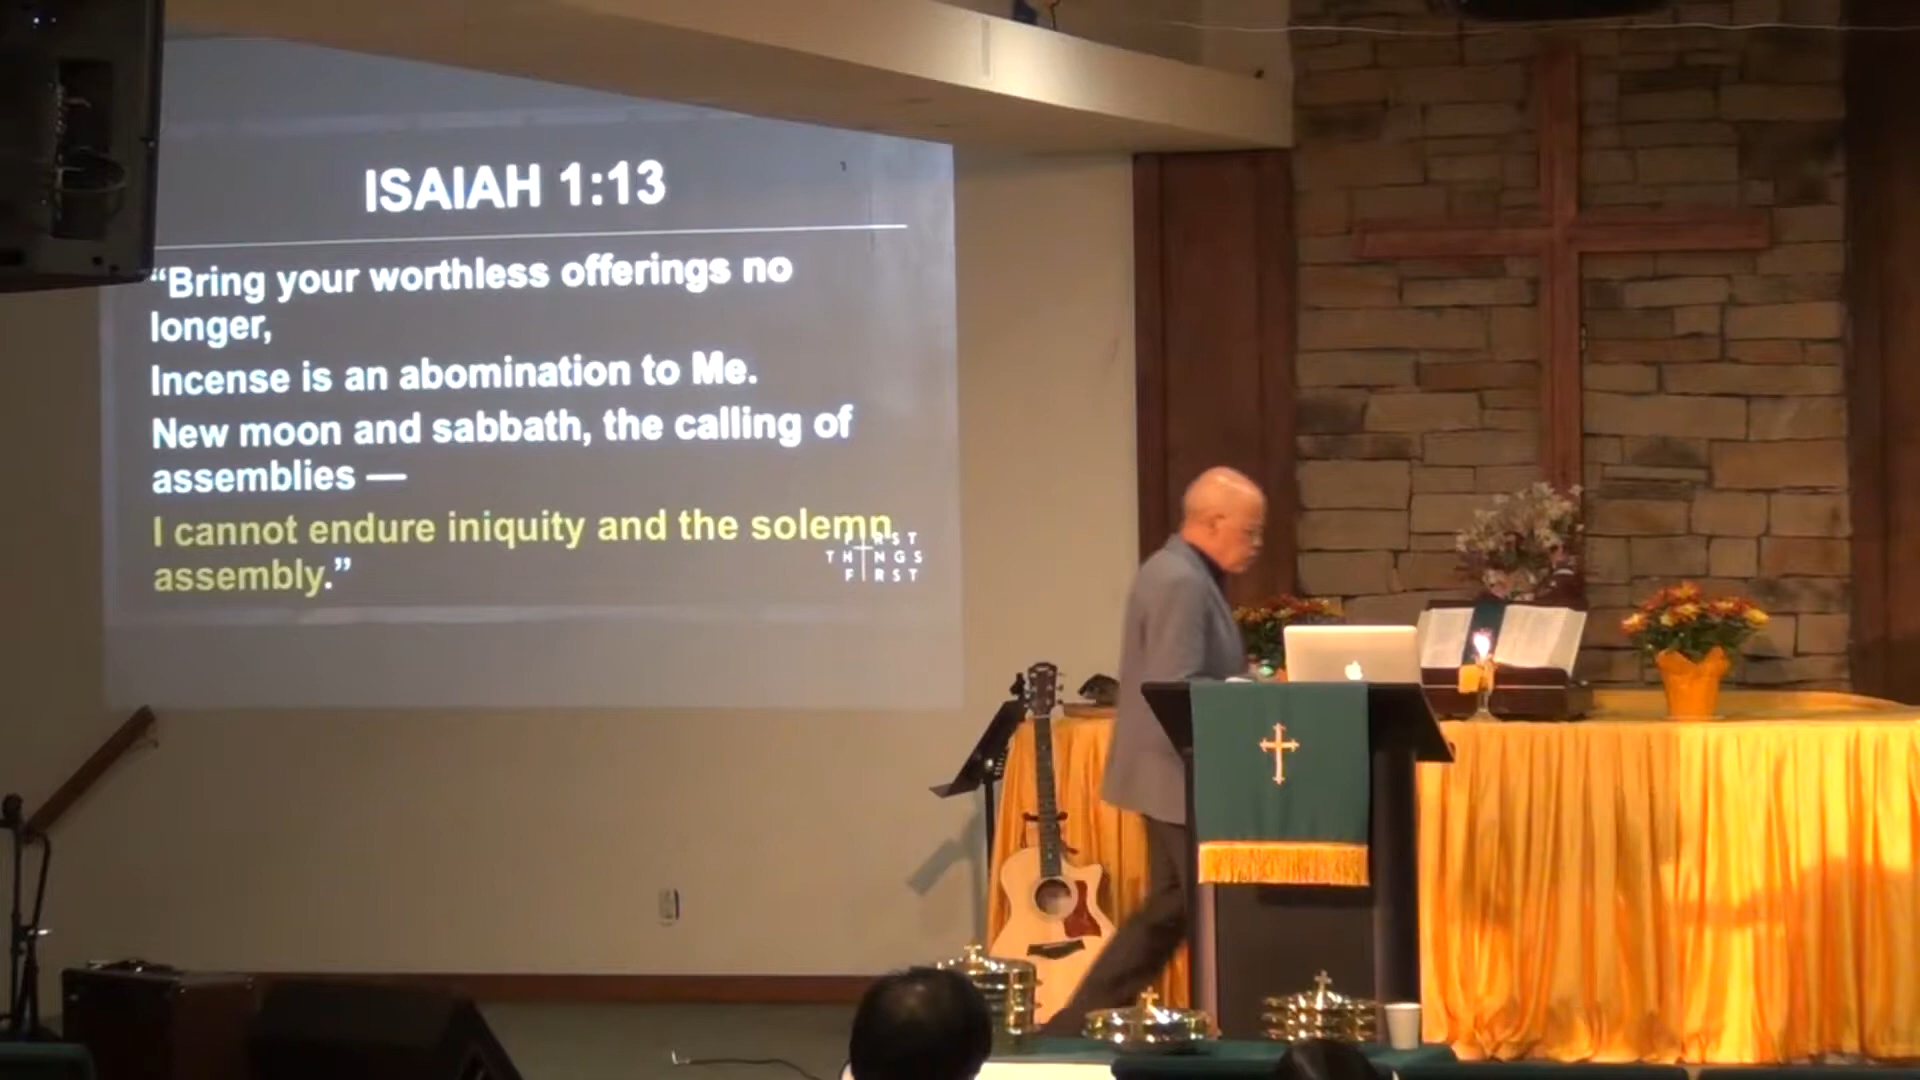 ISAIAH 1:13
“Bring your worthless offerings no
longer,
Incense is an abomination to Me.
New moon and sabbath, the calling of
assemblies —
I cannot endure iniquity and the solemn
assembly.”
FIRST
THINGS
FIRST